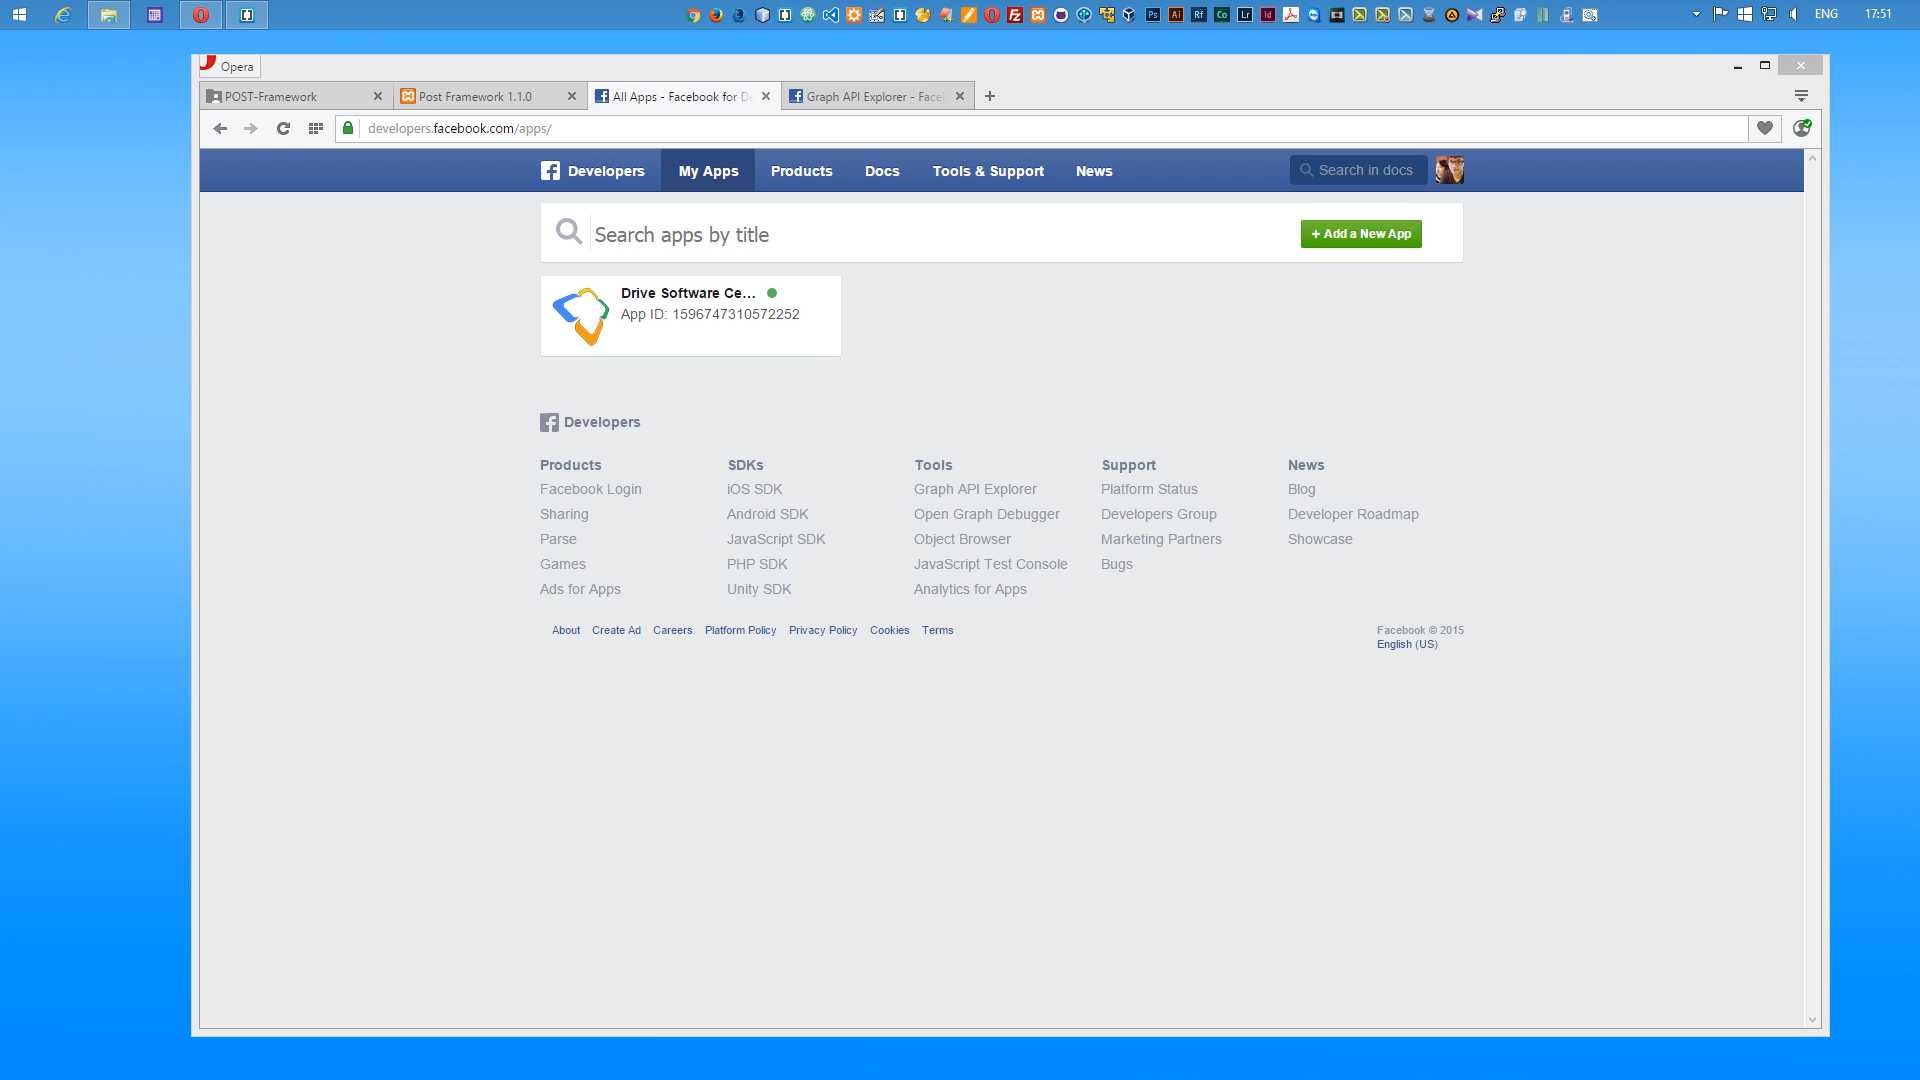 ENG
17:51
Opera
POST-Framework
Post Framework 1.1.0
All Apps - Facebook for De
Graph API Explorer - Face
developers.facebook.com/apps/
Developers
My Apps
Products
Docs
Tools & Support
News
Search in docs
Search apps by title
+ Add a New App
Drive Software Ce...
App ID: 1596747310572252
Developers
Products
Facebook Login
Sharing
Parse
Games
Ads for Apps
SDKs
iOS SDK
Android SDK
JavaScript SDK
PHP SDK
Unity SDK
Tools
Graph API Explorer
Open Graph Debugger
Object Browser
JavaScript Test Console
Analytics for Apps
Support
Platform Status
Developers Group
Marketing Partners
Bugs
News
Blog
Developer Roadmap
Showcase
About Create Ad Careers Platform Policy Privacy Policy Cookies Terms
Facebook © 2015
English (US)